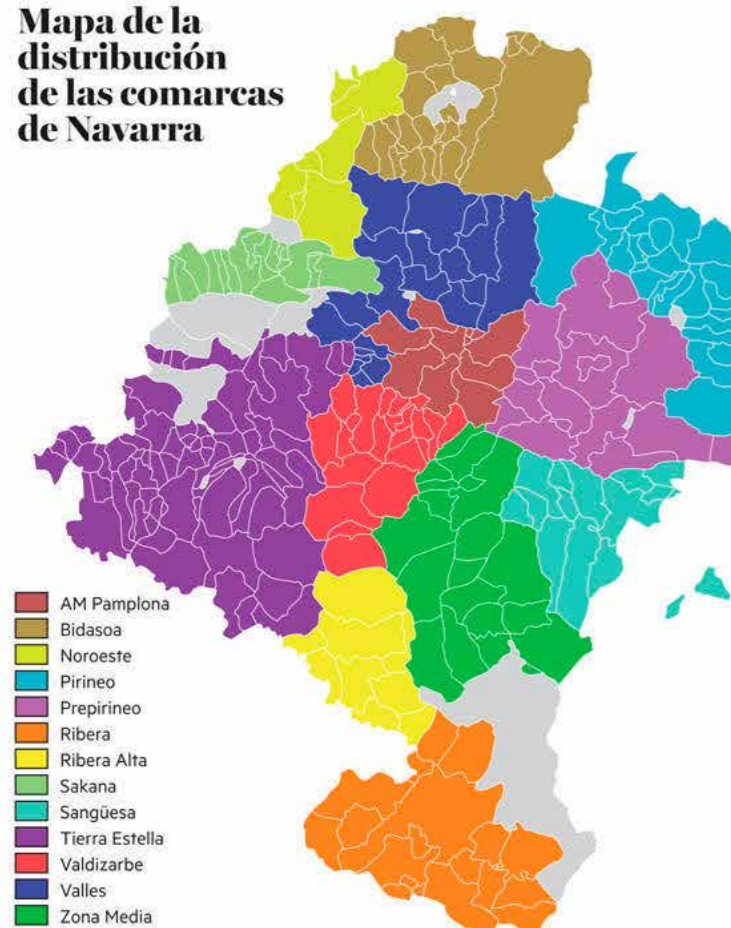 Mapa de la
distribución
de las comarcas
de Navarra
AM Pamplona
Bidasoa
Noroeste
Pirineo
Prepirineo
Ribera
Ribera Alta
Sakana
Sangüesa
Tierra Estella
Valdizarbe
Valles
Zona Media